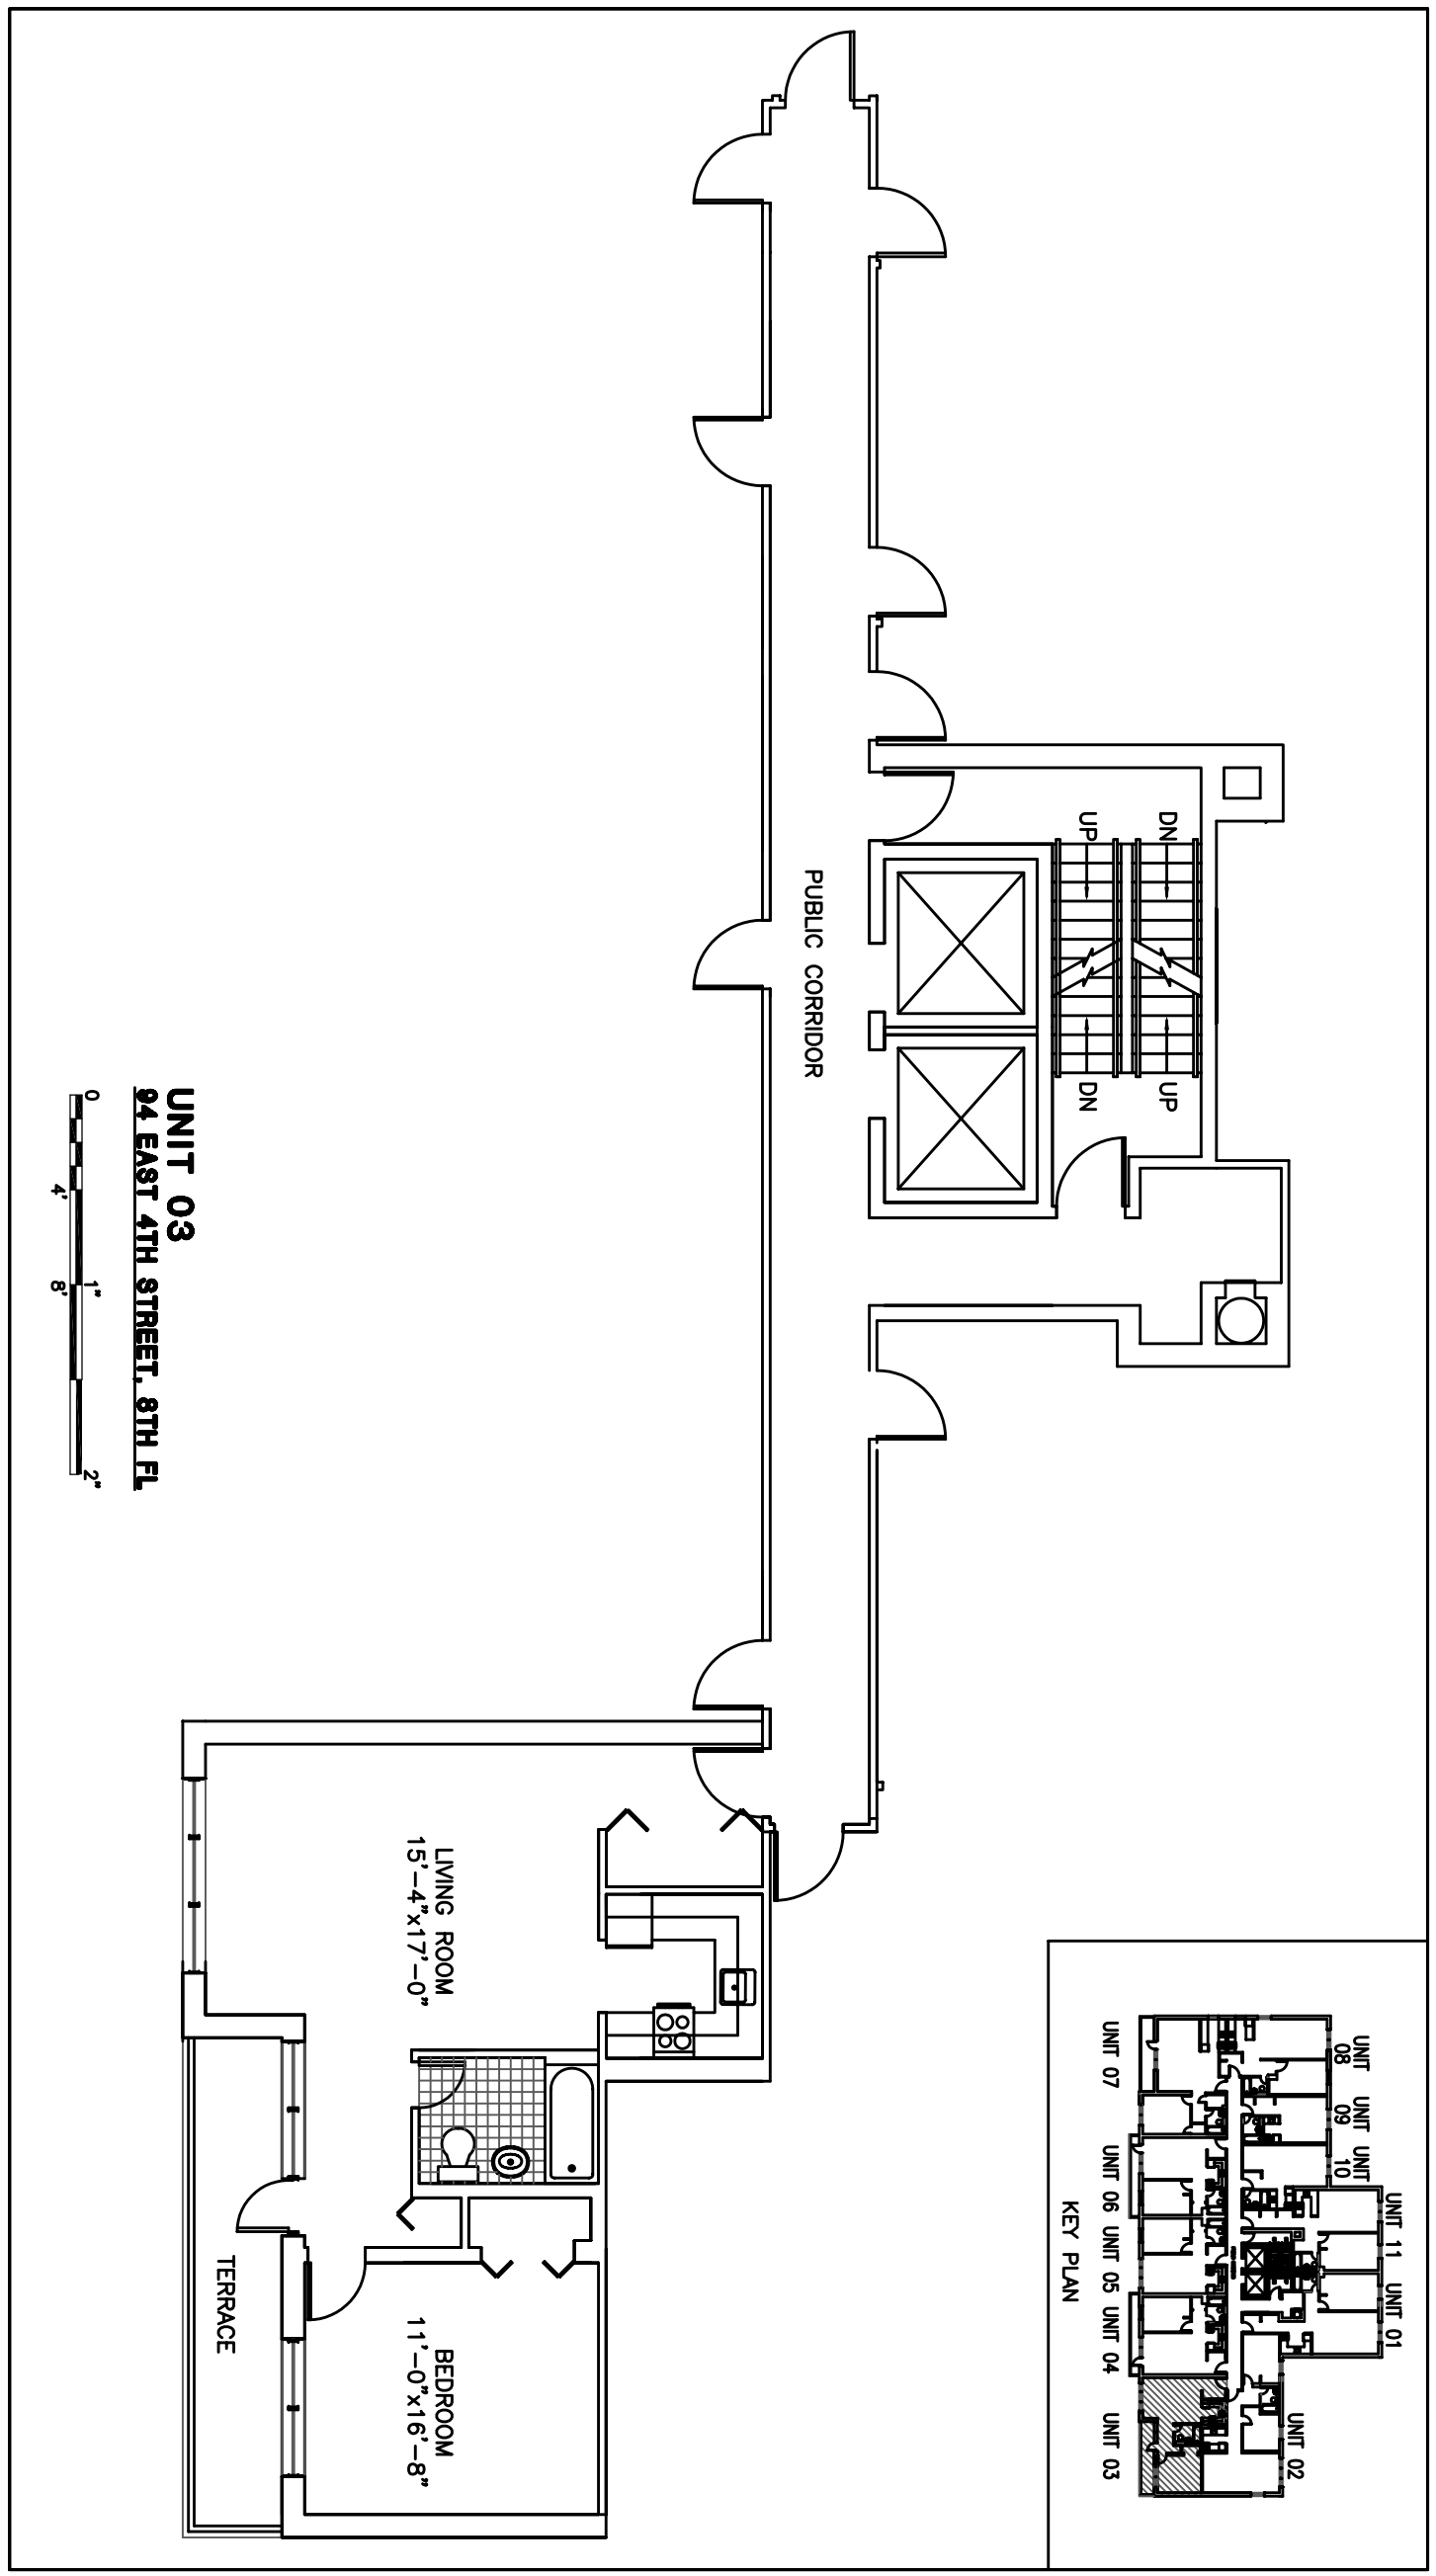 DN
UP
UP
DN
PUBLIC CORRIDOR
LIVING ROOM
15'-4"x17'-0"
BEDROOM
11'-0"x16'-8"
TERRACE
UNIT 03
94 EAST 4TH STREET, 8TH FL
0 1" 2"
4' 8'
UNIT 11
UNIT 01
UNIT
08
UNIT
09
UNIT
10
UNIT 02
UNIT 07
UNIT 06
UNIT 05
UNIT 04
UNIT 03
KEY PLAN